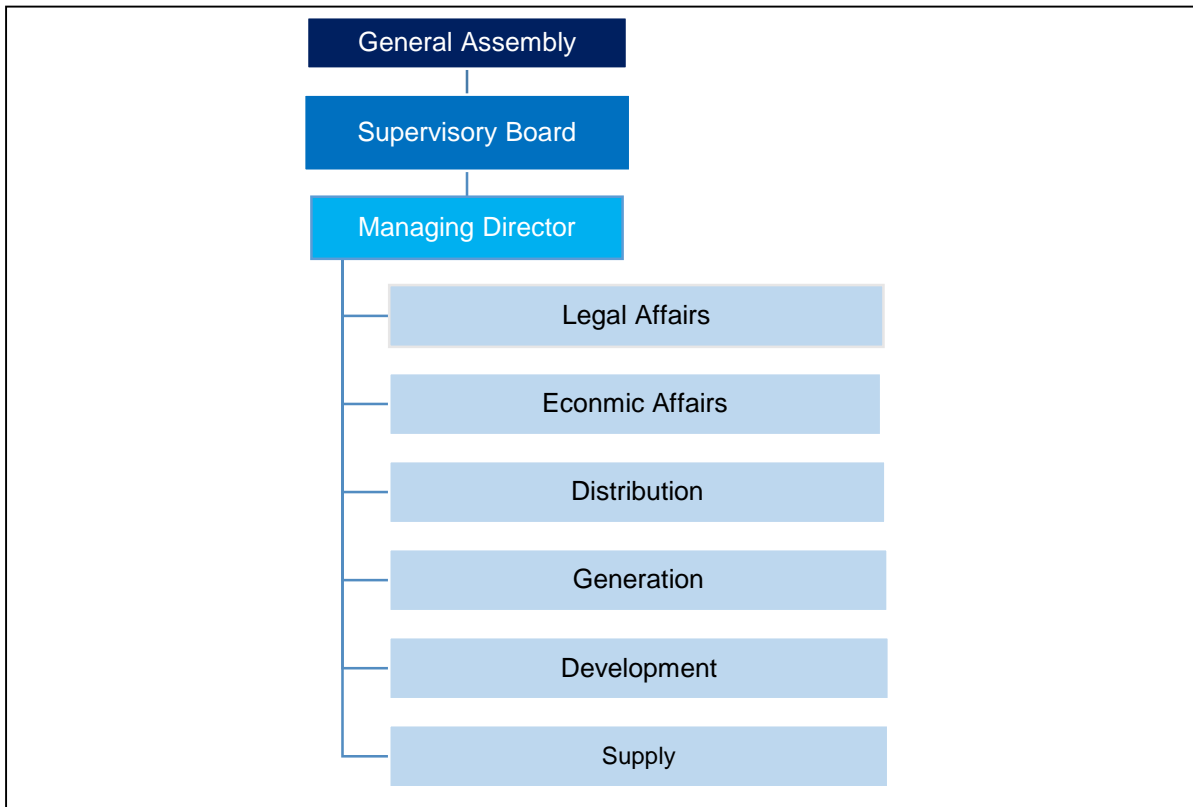 General Assembly
Supervisory Board
Managing Director
Legal Affairs
Econmic Affairs
Distribution
Generation
Development
Supply